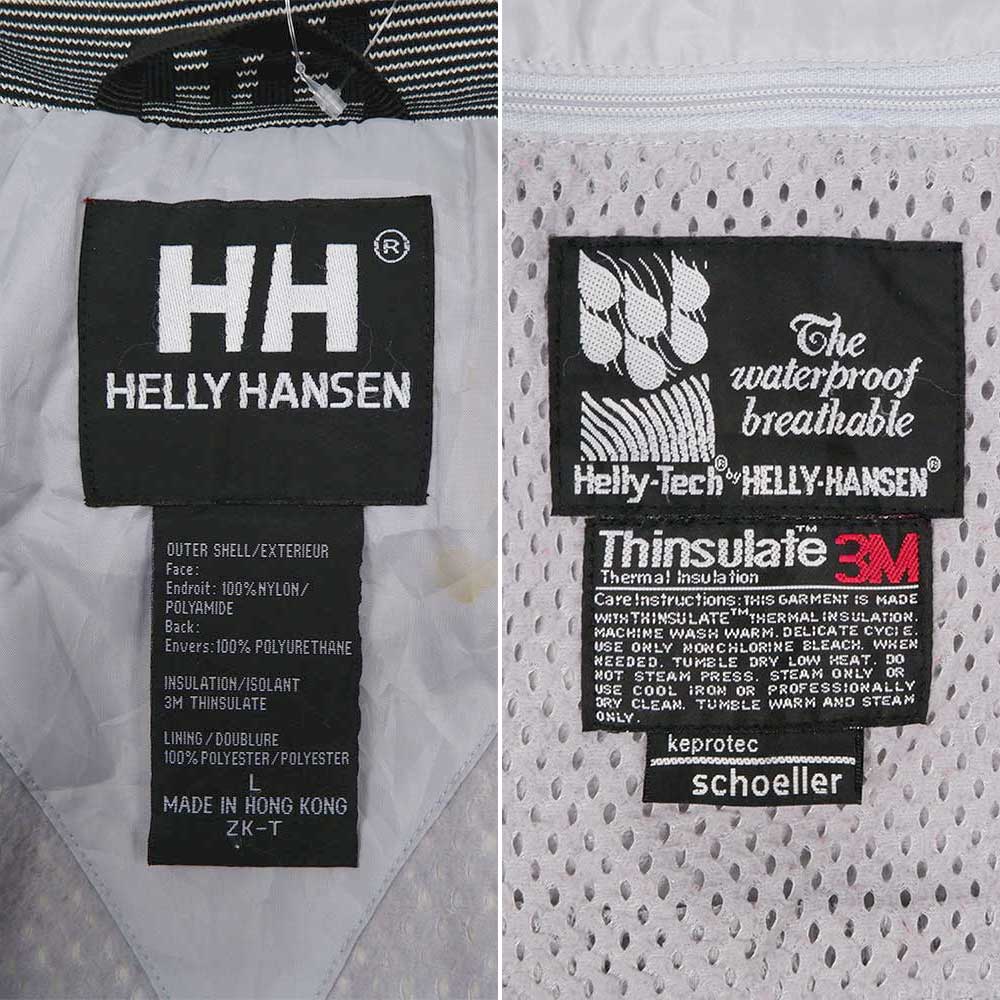 HH®
HELLY HANSEN
OUTER SHELL/EXTERIEUR
Face:
Endroit: 100% NYLON/
POLYAMIDE
Back:
Envers: 100% POLYURETHANE
INSULATION/ISOLANT
3M THINSULATE
LINING/DOUBLURE
100% POLYESTER/POLYESTER
L
MADE IN HONG KONG
ZK-T
The
waterproof
breathable
Helly-Tech® by HELLY-HANSEN®
Thinsulate™ 3M
Thermal Insulation
Care Instructions: THIS GARMENT IS MADE
WITH THINSULATE™ THERMAL INSULATION.
MACHINE WASH WARM. DELICATE CYCLE.
USE ONLY NONCHLORINE BLEACH. WHEN
NEEDED. TUMBLE DRY LOW HEAT. DO
NOT STEAM PRESS. STEAM ONLY OR
USE COOL IRON OR PROFESSIONALLY
DRY CLEAN. TUMBLE WARM AND STEAM
ONLY.
keprotec
schoeller